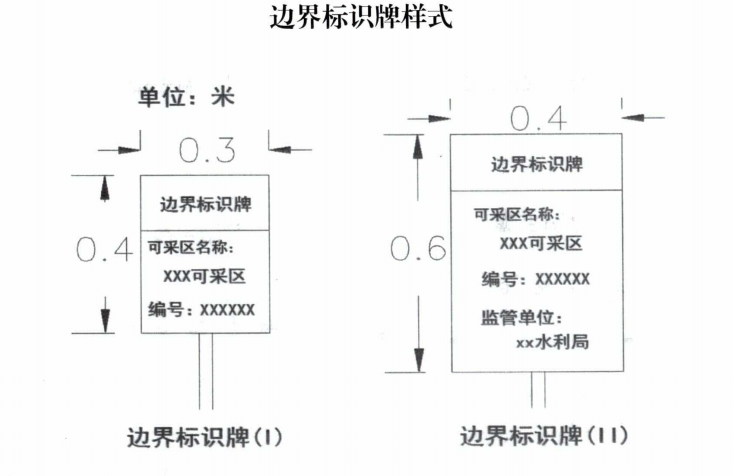 边界标识牌样式
单位：米
0.3
0.4
边界标识牌
可采区名称：
XXX可采区
编号：XXXXXX
边界标识牌(I)
0.4
0.6
边界标识牌
可采区名称：
XXX可采区
编号：XXXXXX
监管单位：
xx水利局
边界标识牌(II)